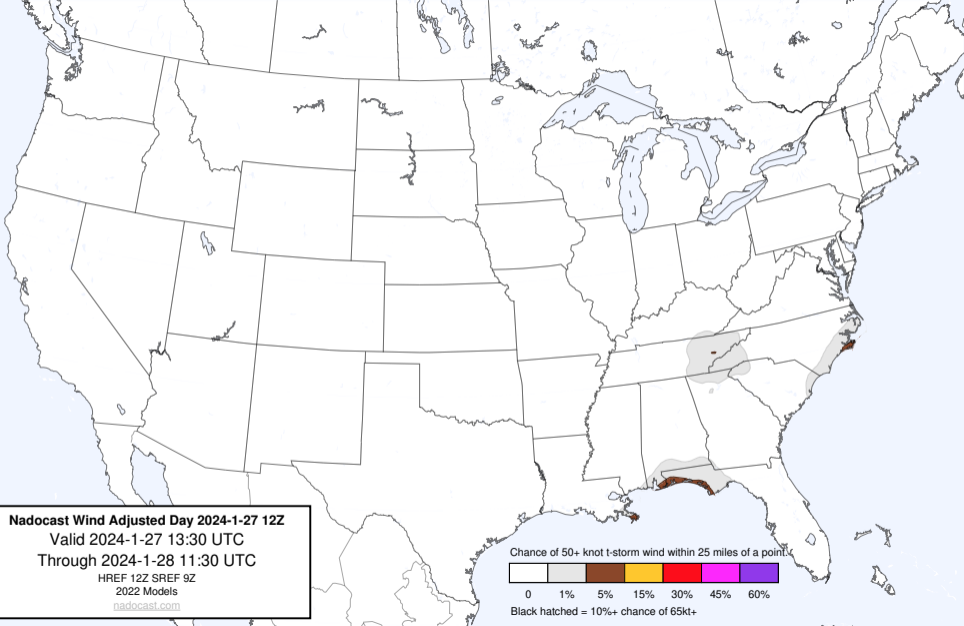 Nadocast Wind Adjusted Day 2024-1-27 12Z
Valid 2024-1-27 13:30 UTC
Through 2024-1-28 11:30 UTC
HREF 12Z SREF 9Z
2022 Models
nadocast.com
Chance of 50+ knot t-storm wind within 25 miles of a point.
0 1% 5% 15% 30% 45% 60%
Black hatched = 10%+ chance of 65kt+